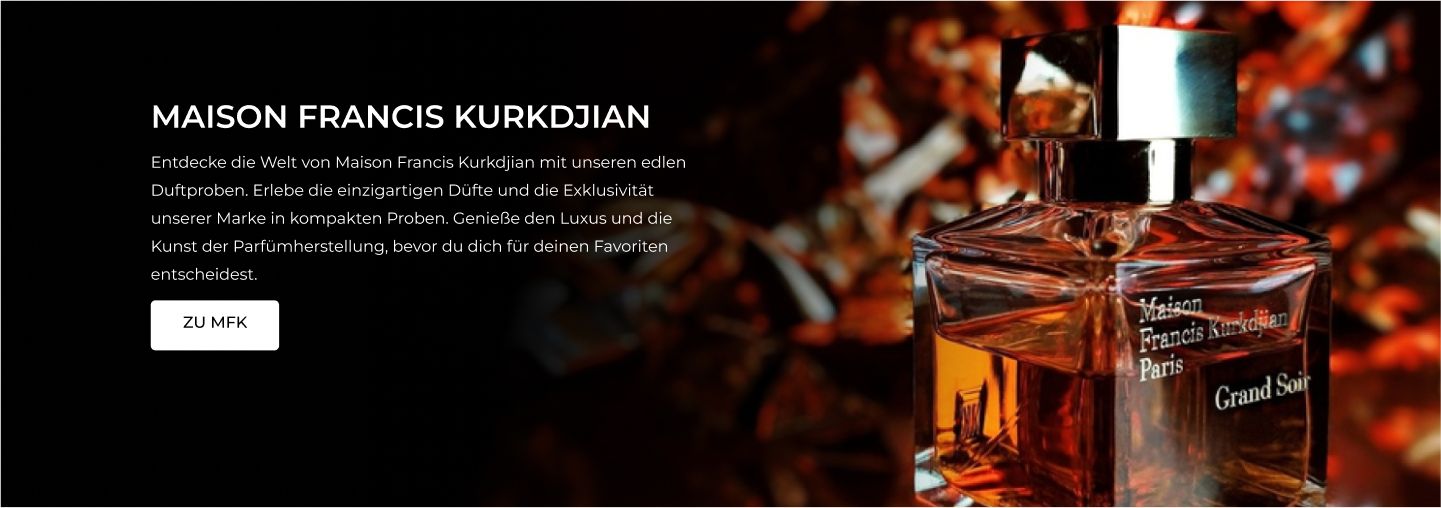 MAISON FRANCIS KURKDJIAN
Entdecke die Welt von Maison Francis Kurkdjian mit unseren edlen
Duftproben. Erlebe die einzigartigen Düfte und die Exklusivität
unserer Marke in kompakten Proben. Genieße den Luxus und die
Kunst der Parfümherstellung, bevor du dich für deinen Favoriten
entscheidest.
ZU MFK
Maison
Francis Kurkdjian
Paris
Grand Soir